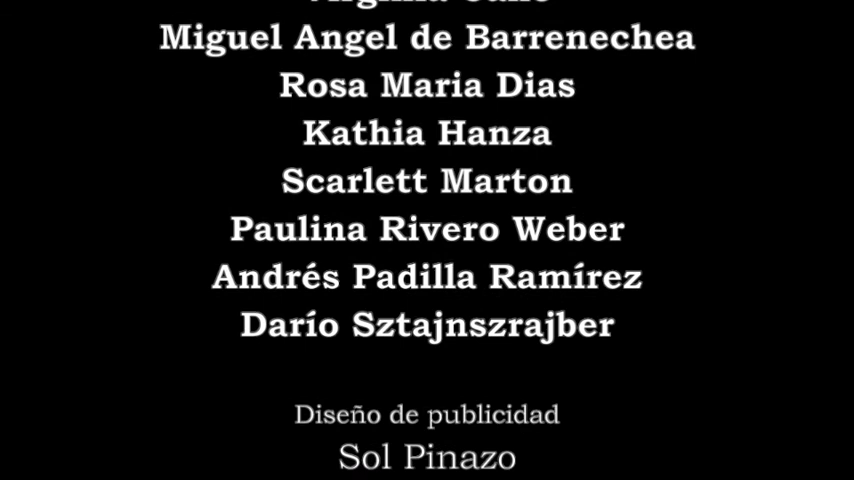 Miguel Angel de Barrenechea
Rosa Maria Dias
Kathia Hanza
Scarlett Marton
Paulina Rivero Weber
Andrés Padilla Ramírez
Darío Sztajnszrajber
Diseño de publicidad
Sol Pinazo